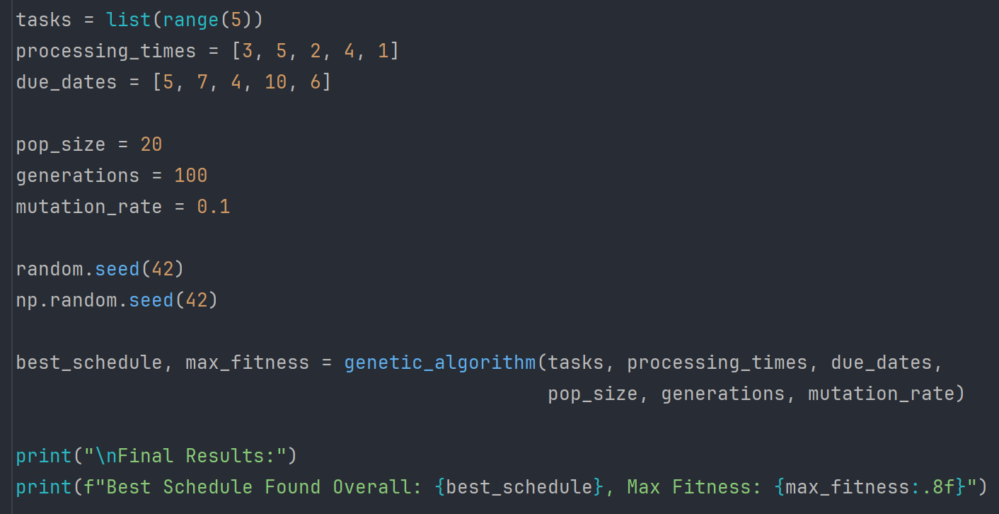 tasks = list(range(5))
processing_times = [3, 5, 2, 4, 1]
due_dates = [5, 7, 4, 10, 6]
pop_size = 20
generations = 100
mutation_rate = 0.1
random.seed(42)
np.random.seed(42)
best_schedule, max_fitness = genetic_algorithm(tasks, processing_times, due_dates,
pop_size, generations, mutation_rate)
print("\nFinal Results:")
print(f"Best Schedule Found Overall: {best_schedule}, Max Fitness: {max_fitness:.8f}")